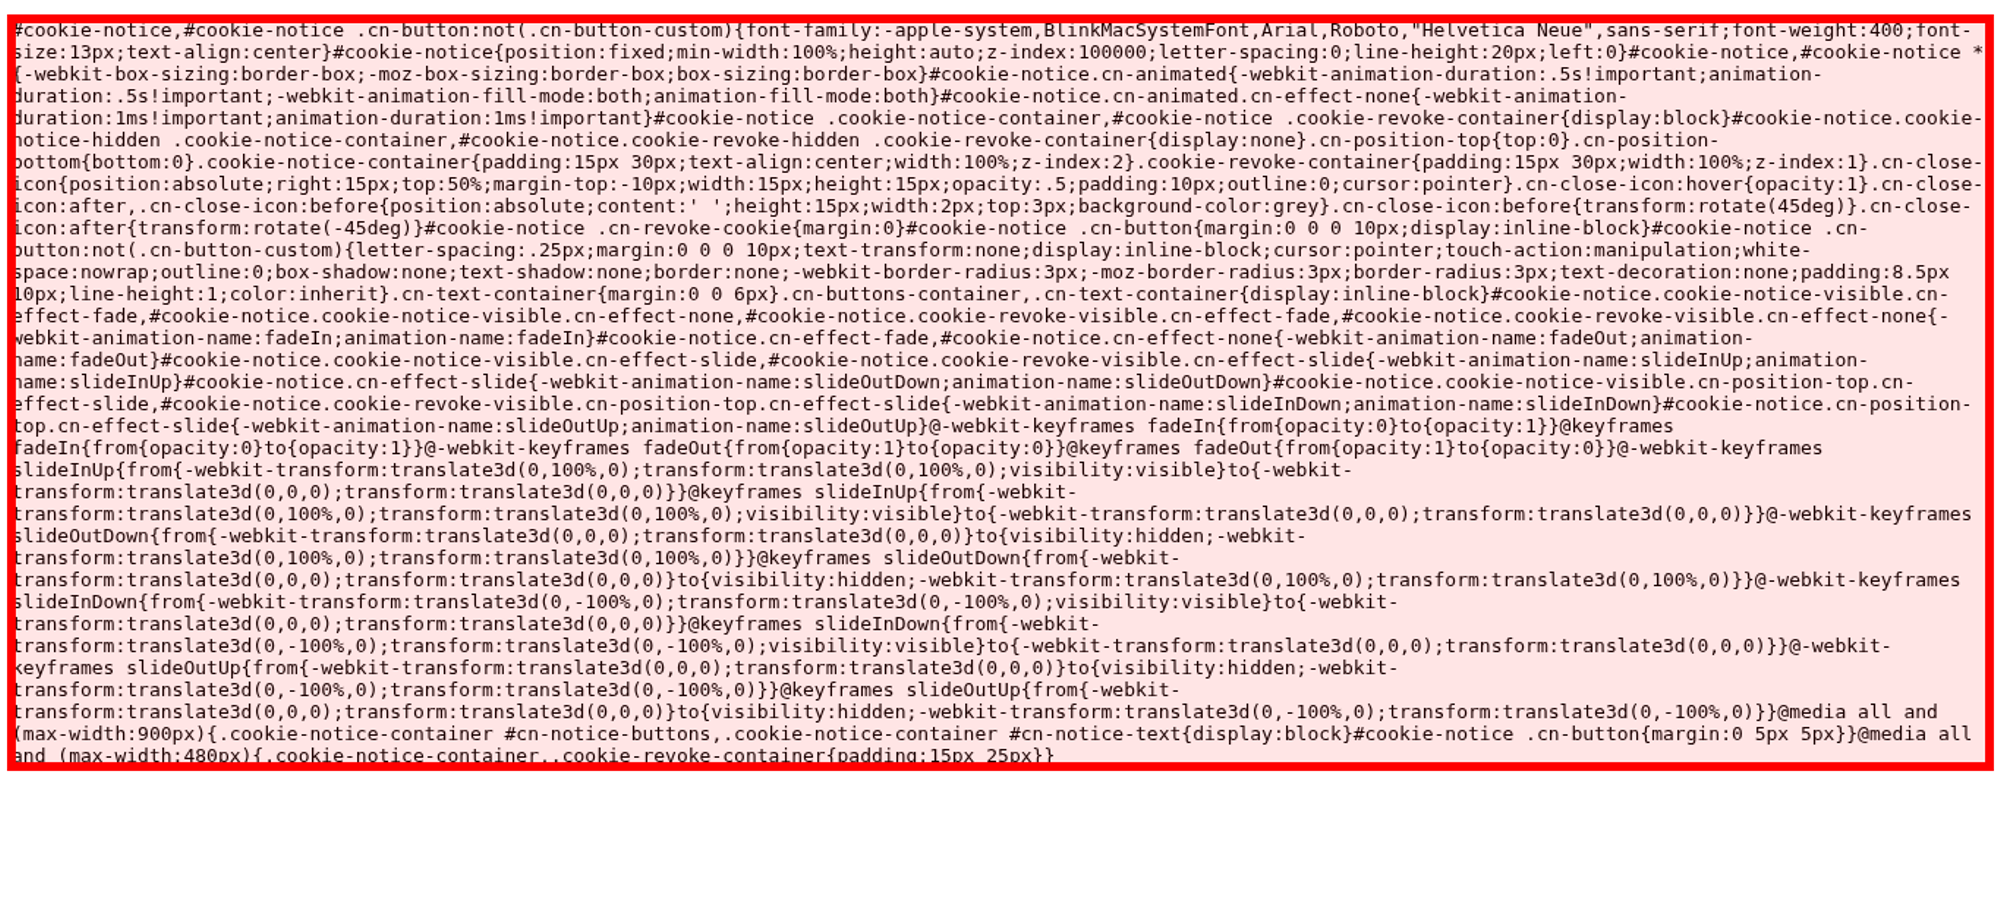 #cookie-notice,#cookie-notice .cn-button:not(.cn-button-custom){font-family:-apple-system,BlinkMacSystemFont,Arial,Roboto,"Helvetica Neue",sans-serif;font-weight:400;font-
size:13px;text-align:center}#cookie-notice{position:fixed;min-width:100%;height:auto;z-index:100000;letter-spacing:0;line-height:20px;left:0}#cookie-notice,#cookie-notice *
{-webkit-box-sizing:border-box;-moz-box-sizing:border-box;box-sizing:border-box}#cookie-notice.cn-animated{-webkit-animation-duration:.5s!important;animation-
duration:.5s!important;-webkit-animation-fill-mode:both;animation-fill-mode:both}#cookie-notice.cn-animated.cn-effect-none{-webkit-animation-
duration:1ms!important;animation-duration:1ms!important}#cookie-notice .cookie-notice-container,#cookie-notice .cookie-revoke-container{display:block}#cookie-notice.cookie-
notice-hidden .cookie-notice-container,#cookie-notice.cookie-revoke-hidden .cookie-revoke-container{display:none}.cn-position-top{top:0}.cn-position-
bottom{bottom:0}.cookie-notice-container{padding:15px 30px;text-align:center;width:100%;z-index:2}.cookie-revoke-container{padding:15px 30px;width:100%;z-index:1}.cn-close-
icon{position:absolute;right:15px;top:50%;margin-top:-10px;width:15px;height:15px;opacity:.5;padding:10px;outline:0;cursor:pointer}.cn-close-icon:hover{opacity:1}.cn-close-
icon:after,.cn-close-icon:before{position:absolute;content:' ';height:15px;width:2px;top:3px;background-color:grey}.cn-close-icon:before{transform:rotate(45deg)}.cn-close-
icon:after{transform:rotate(-45deg)}#cookie-notice .cn-revoke-cookie{margin:0}#cookie-notice .cn-button{margin:0 0 0 10px;display:inline-block}#cookie-notice .cn-
button:not(.cn-button-custom){letter-spacing:.25px;margin:0 0 0 10px;text-transform:none;display:inline-block;cursor:pointer;touch-action:manipulation;white-
space:nowrap;outline:0;box-shadow:none;text-shadow:none;border:none;-webkit-border-radius:3px;-moz-border-radius:3px;border-radius:3px;text-decoration:none;padding:8.5px
10px;line-height:1;color:inherit}.cn-text-container{margin:0 0 6px}.cn-buttons-container,.cn-text-container{display:inline-block}#cookie-notice.cookie-notice-visible.cn-
effect-fade,#cookie-notice.cookie-notice-visible.cn-effect-none,#cookie-notice.cookie-revoke-visible.cn-effect-fade,#cookie-notice.cookie-revoke-visible.cn-effect-none{-
webkit-animation-name:fadeIn;animation-name:fadeIn}#cookie-notice.cn-effect-fade,#cookie-notice.cn-effect-none{-webkit-animation-name:fadeOut;animation-
name:fadeOut}#cookie-notice.cookie-notice-visible.cn-effect-slide,#cookie-notice.cookie-revoke-visible.cn-effect-slide{-webkit-animation-name:slideInUp;animation-
name:slideInUp}#cookie-notice.cn-effect-slide{-webkit-animation-name:slideOutDown;animation-name:slideOutDown}#cookie-notice.cookie-notice-visible.cn-position-top.cn-
effect-slide,#cookie-notice.cookie-revoke-visible.cn-position-top.cn-effect-slide{-webkit-animation-name:slideInDown;animation-name:slideInDown}#cookie-notice.cn-position-
top.cn-effect-slide{-webkit-animation-name:slideOutUp;animation-name:slideOutUp}@-webkit-keyframes fadeIn{from{opacity:0}to{opacity:1}}@keyframes
fadeIn{from{opacity:0}to{opacity:1}}@-webkit-keyframes fadeOut{from{opacity:1}to{opacity:0}}@keyframes fadeOut{from{opacity:1}to{opacity:0}}@-webkit-keyframes
slideInUp{from{-webkit-transform:translate3d(0,100%,0);transform:translate3d(0,100%,0);visibility:visible}to{-webkit-
transform:translate3d(0,0,0);transform:translate3d(0,0,0)}}@keyframes slideInUp{from{-webkit-
transform:translate3d(0,100%,0);transform:translate3d(0,100%,0);visibility:visible}to{-webkit-transform:translate3d(0,0,0);transform:translate3d(0,0,0)}}@-webkit-keyframes
slideOutDown{from{-webkit-transform:translate3d(0,0,0);transform:translate3d(0,0,0)}to{visibility:hidden;-webkit-
transform:translate3d(0,100%,0);transform:translate3d(0,100%,0)}}@keyframes slideOutDown{from{-webkit-
transform:translate3d(0,0,0);transform:translate3d(0,0,0)}to{visibility:hidden;-webkit-transform:translate3d(0,100%,0);transform:translate3d(0,100%,0)}}@-webkit-keyframes
slideInDown{from{-webkit-transform:translate3d(0,-100%,0);transform:translate3d(0,-100%,0);visibility:visible}to{-webkit-
transform:translate3d(0,0,0);transform:translate3d(0,0,0)}}@keyframes slideInDown{from{-webkit-
transform:translate3d(0,-100%,0);transform:translate3d(0,-100%,0);visibility:visible}to{-webkit-transform:translate3d(0,0,0);transform:translate3d(0,0,0)}}@-webkit-
keyframes slideOutUp{from{-webkit-transform:translate3d(0,0,0);transform:translate3d(0,0,0)}to{visibility:hidden;-webkit-
transform:translate3d(0,-100%,0);transform:translate3d(0,-100%,0)}}@keyframes slideOutUp{from{-webkit-
transform:translate3d(0,0,0);transform:translate3d(0,0,0)}to{visibility:hidden;-webkit-transform:translate3d(0,-100%,0);transform:translate3d(0,-100%,0)}}@media all and
(max-width:900px){.cookie-notice-container #cn-notice-buttons,.cookie-notice-container #cn-notice-text{display:block}#cookie-notice .cn-button{margin:0 5px 5px}}@media all
and (max-width:480px){.cookie-notice-container,.cookie-revoke-container{padding:15px 25px}}